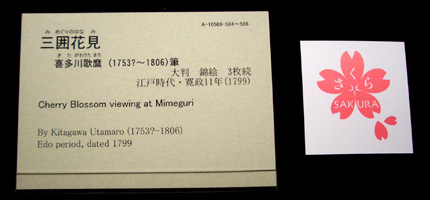 A-10569-504~506
み めぐりのはなみ
三囲花見
き た がわうたまろ
喜多川歌麿 (1753?~1806)筆
大判 錦絵 3枚続
江戸時代・寛政11年(1799)
Cherry Blossom viewing at Mimeguri
By Kitagawa Utamaro (1753?-1806)
Edo period, dated 1799
さくら
SAKURA